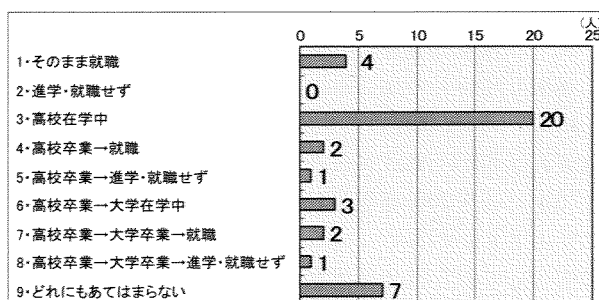 (人)
0 5 10 15 20 25
1・そのまま就職 4
2・進学・就職せず 0
3・高校在学中 20
4・高校卒業→就職 2
5・高校卒業→進学・就職せず 1
6・高校卒業→大学在学中 3
7・高校卒業→大学卒業→就職 2
8・高校卒業→大学卒業→進学・就職せず 1
9・どれにもあてはまらない 7